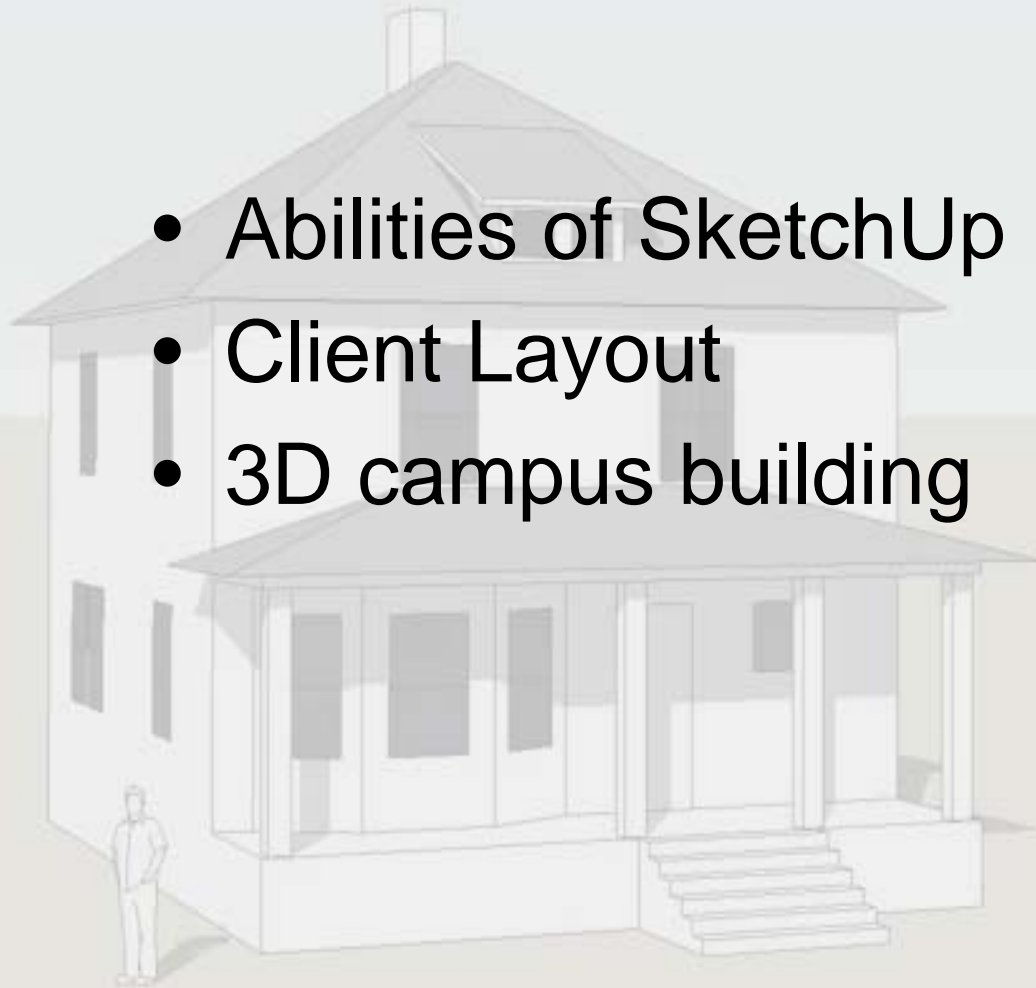 • Abilities of SketchUp
• Client Layout
• 3D campus building